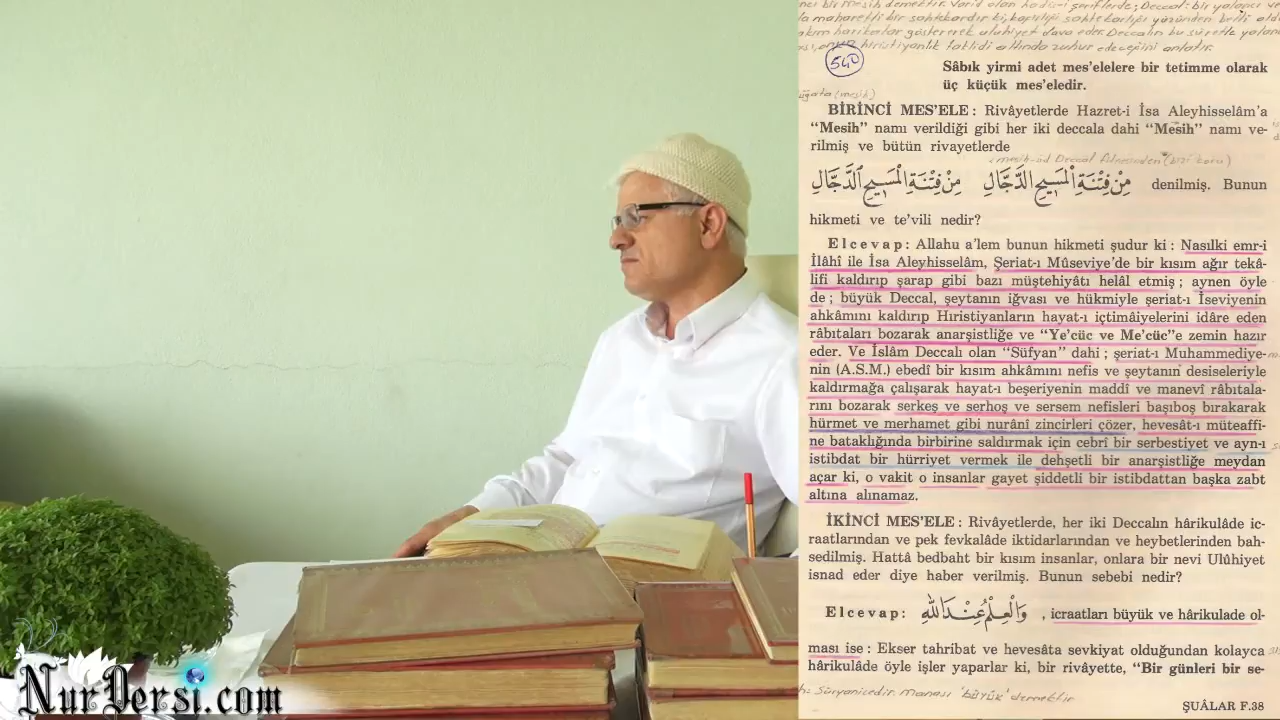 540
Sâbık yirmi adet mes'elelere bir tetimme olarak
üç küçük mes'eledir.
BİRİNCİ MES'ELE : Rivâyetlerde Hazret-i İsa Aleyhisselâm'a
"Mesih" namı verildiği gibi her iki deccala dahi "Mesih" namı ve-
rilmiş ve bütün rivayetlerde
مِنْ فِتْنَةِ الْمَسِيحِ الدَّجَّالِ مِنْ فِتْنَةِ الْمَسِيحِ الدَّجَّالِ denilmiş. Bunun
hikmeti ve te'vili nedir?
Elcevap : Allahu a'lem bunun hikmeti şudur ki : Nasılki emr-i
İlâhî ile İsa Aleyhisselâm, Şeriat-ı Mûseviye'de bir kısım ağır tekâ-
lifi kaldırıp şarap gibi bazı müştehiyâtı helâl etmiş ; aynen öyle
de ; büyük Deccal, şeytanın iğvası ve hükmiyle şeriat-ı İseviyenin
ahkâmını kaldırıp Hıristiyanların hayat-ı içtimâiyelerini idâre eden
râbıtaları bozarak anarşistliğe ve "Ye'cüc ve Me'cüc"e zemin hazır
eder. Ve İslâm Deccalı olan "Süfyan" dahi ; şeriat-ı Muhammediye-
nin (A.S.M.) ebedî bir kısım ahkâmını nefis ve şeytanın desiseleriyle
kaldırmağa çalışarak hayat-ı beşeriyenin maddî ve manevî râbıtala-
rını bozarak serkeş ve serhoş ve sersem nefisleri başıboş bırakarak
hürmet ve merhamet gibi nurânî zincirleri çözer, hevesât-ı müteaffi-
ne bataklığında birbirine saldırmak için cebrî bir serbestiyet ve ayn-ı
istibdat bir hürriyet vermek ile dehşetli bir anarşistliğe meydan
açar ki, o vakit o insanlar gayet şiddetli bir istibdattan başka zabt
altına alınamaz.
İKİNCİ MES'ELE : Rivâyetlerde, her iki Deccalın hârikulâde ic-
raatlarından ve pek fevkalâde iktidarlarından ve heybetlerinden bah-
sedilmiş. Hattâ bedbaht bir kısım insanlar, onlara bir nevi Ulûhiyet
isnad eder diye haber verilmiş. Bunun sebebi nedir?
Elcevap : وَالْعِلْمُ عِنْدَ اللّٰهِ , icraatları büyük ve hârikulade ol-
ması ise : Ekser tahribat ve hevesâta sevkiyat olduğundan kolayca
hârikulâde öyle işler yaparlar ki, bir rivâyette, "Bir günleri bir se-
Süryanicedir. manası 'büyük' demektir
ŞUÂLAR F.38
NurDersi.com